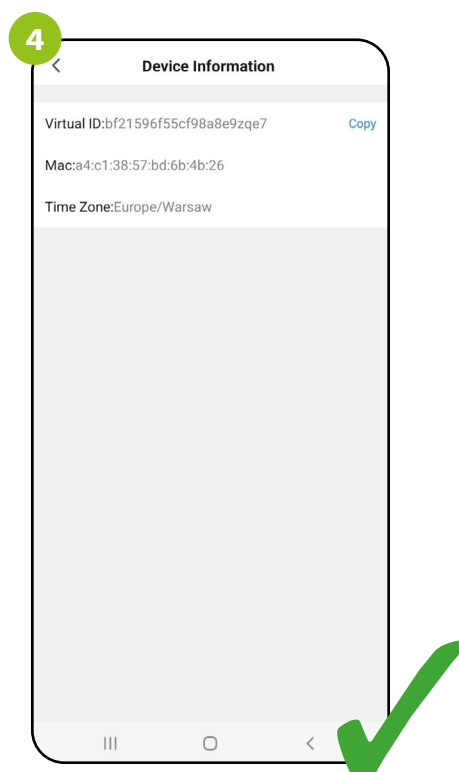 4
Device Information
Virtual ID:bf21596f55cf98a8e9zqe7 Copy
Mac:a4:c1:38:57:bd:6b:4b:26
Time Zone:Europe/Warsaw